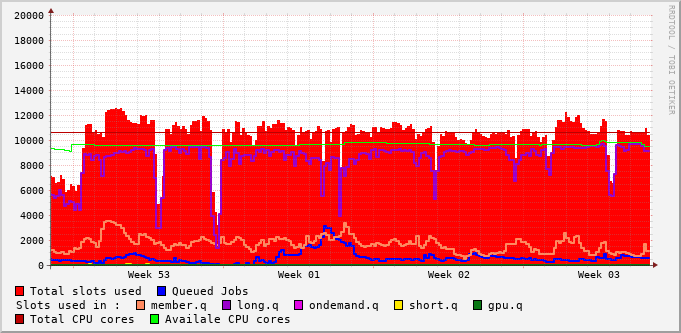 RRDTOOL / TOBI OETIKER
20000
18000
16000
14000
12000
10000
8000
6000
4000
2000
0
Week 53 Week 01 Week 02 Week 03
Total slots used Queued Jobs
Slots used in : member.q long.q ondemand.q short.q gpu.q
Total CPU cores Availale CPU cores